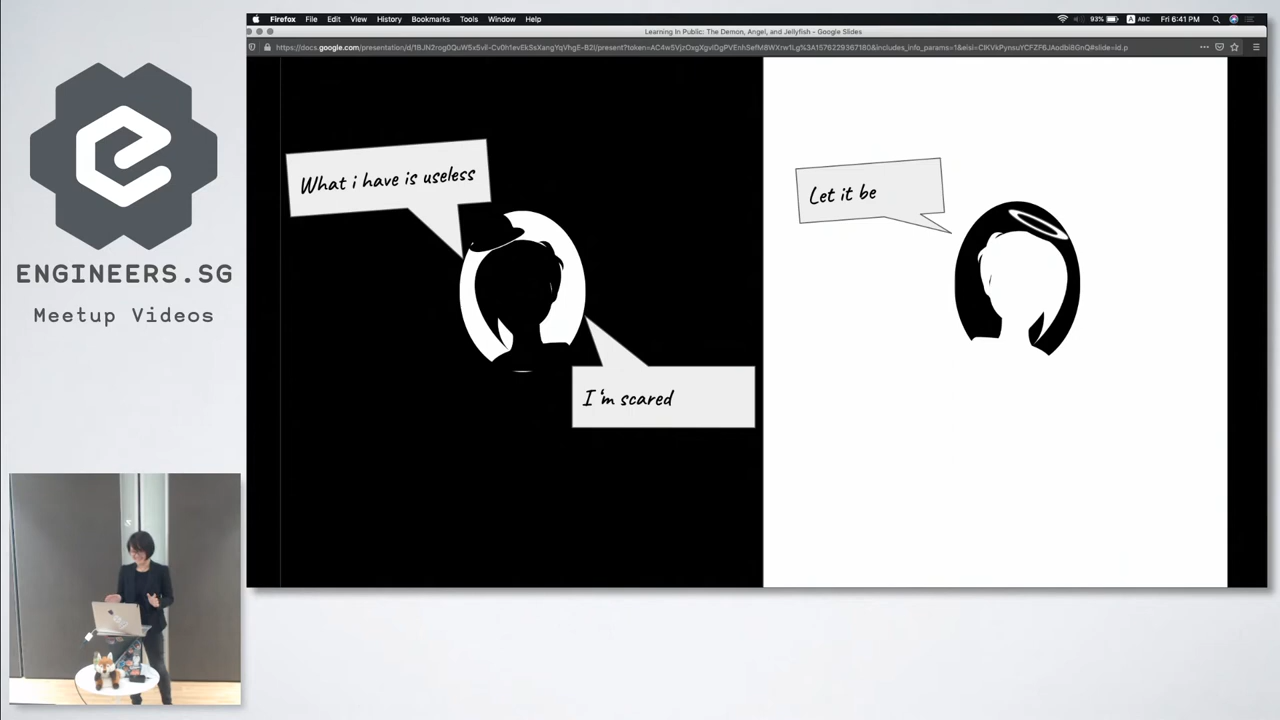 Firefox File Edit View History Bookmarks Tools Window Help
93% ABC Fri 6:41 PM
Learning In Public: The Demon, Angel, and Jellyfish - Google Slides
What i have is useless
I'm scared
Let it be
ENGINEERS.SG
Meetup Videos